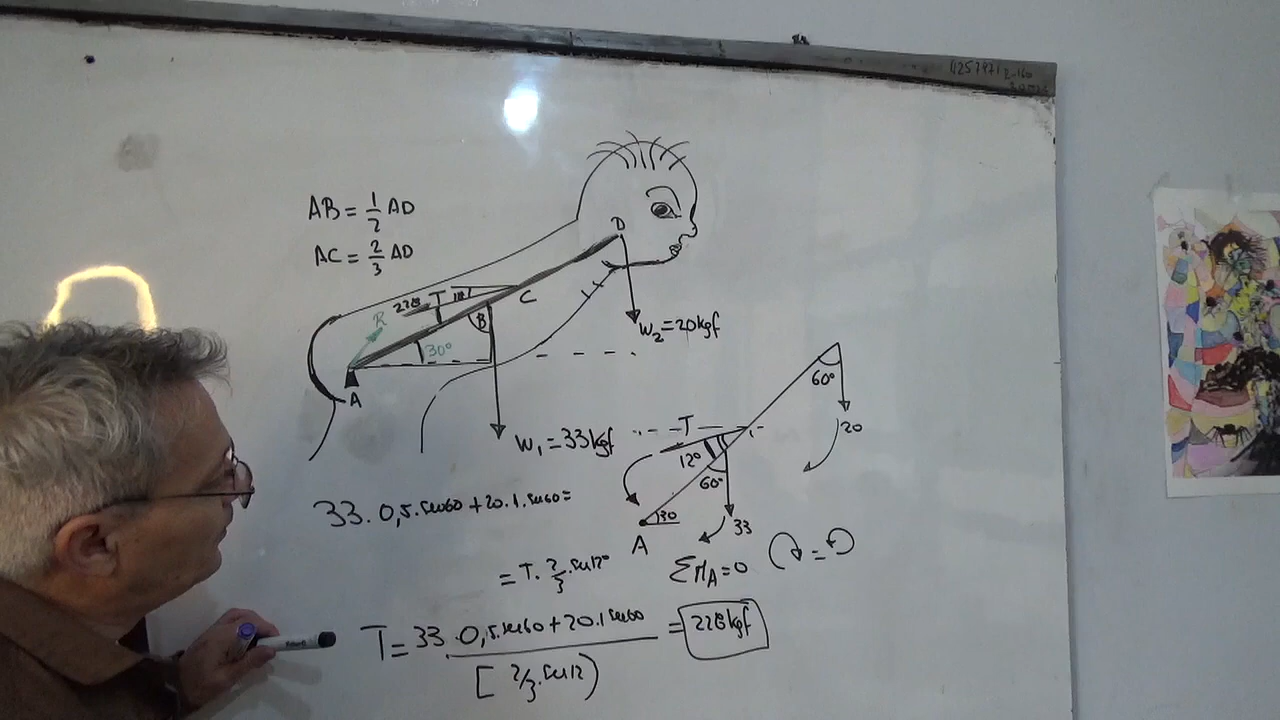 AB = 1/2 AD
AC = 2/3 AD
D
C
B
T
228
R
30°
A
W₂ = 20kgf
W₁ = 33kgf
60°
20
T
12°
60°
30
33
A
33. 0,5. sen60 + 20.1. sen60 =
= T. 2/3 . sen12°
ΣMA = 0
=
T = 33 . 0,5. sen60 + 20.1 sen60 = 228kgf
[ 2/3 . sen12 )